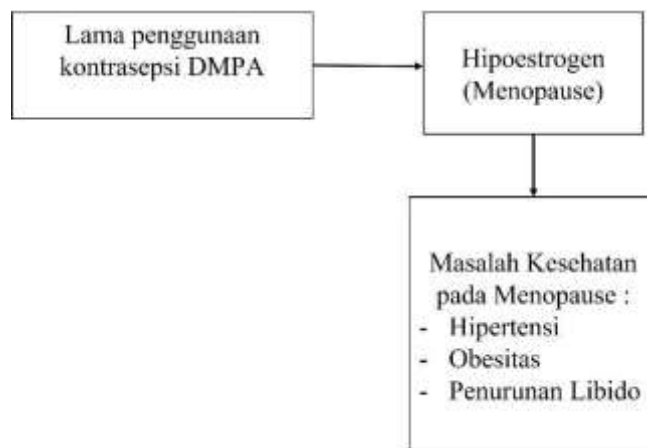 Lama penggunaan
kontrasepsi DMPA
Hipoestrogen
(Menopause)
Masalah Kesehatan
pada Menopause :
- Hipertensi
- Obesitas
- Penurunan Libido